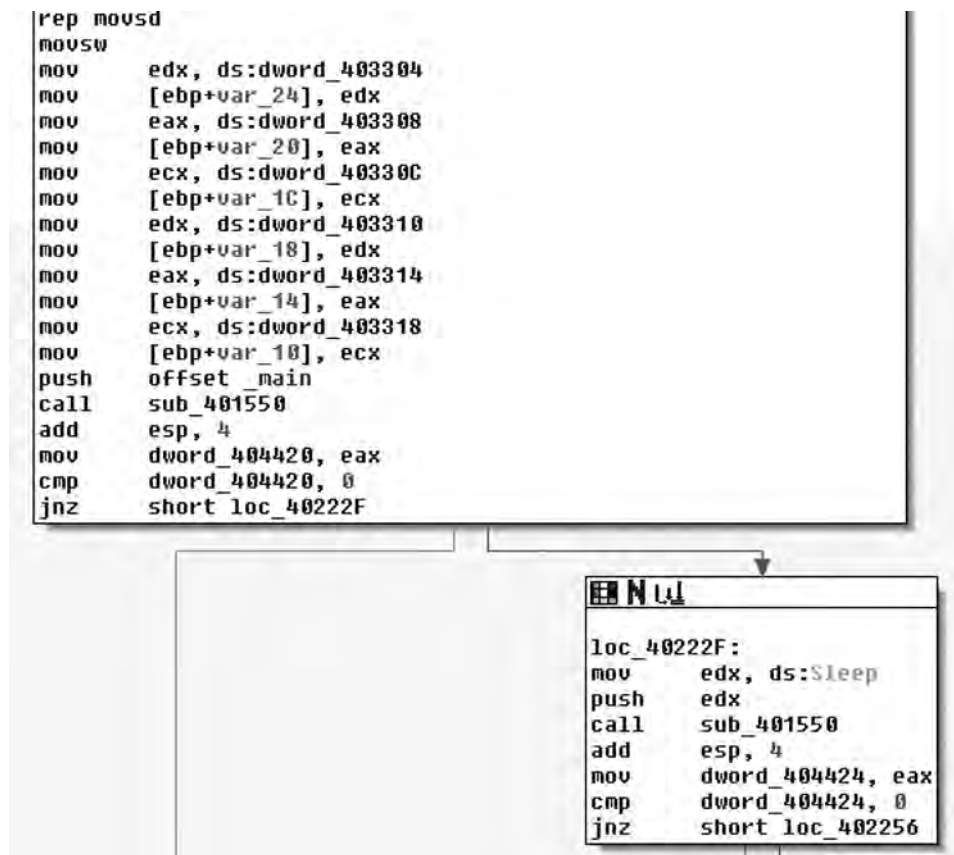 rep movsd
movsw
mov edx, ds:dword_403304
mov [ebp+var_24], edx
mov eax, ds:dword_403308
mov [ebp+var_20], eax
mov ecx, ds:dword_40330C
mov [ebp+var_1C], ecx
mov edx, ds:dword_403310
mov [ebp+var_18], edx
mov eax, ds:dword_403314
mov [ebp+var_14], eax
mov ecx, ds:dword_403318
mov [ebp+var_10], ecx
push offset _main
call sub_401550
add esp, 4
mov dword_404420, eax
cmp dword_404420, 0
jnz short loc_40222F
loc_40222F:
mov edx, ds:Sleep
push edx
call sub_401550
add esp, 4
mov dword_404424, eax
cmp dword_404424, 0
jnz short loc_402256